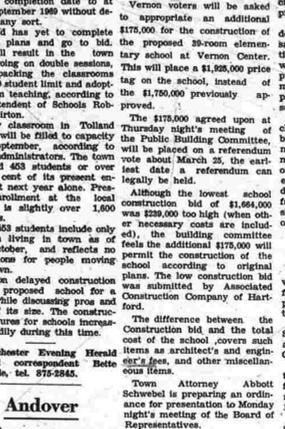 completion date to at
ptember 1969 without de-
any sort.
d has yet to complete
plans and go to bid.
ll result in the town
oing on double sessions,
packing the classrooms
student limit and adopt-
n teaching, according to
tendent of Schools Rob-
irton.
classroom in Tolland
will be filled to capacity
eptember, according to
administrators. The town
453 students or over
cent of its present en-
t next year alone. Pres-
nrollment at the local
is slightly over 1,600
s.
453 students include only
living in town as of
ctober, and reflects no
ons for people moving
wn.
on delayed construction
proposed school for a
while discussing pros and
f its size. The construc-
ures for schools increas-
dily during this time.
chester Evening Herald
correspondent Bette
le, tel. 875-2845.
Andover
Vernon voters will be asked
to appropriate an additional
$175,000 for the construction of
the proposed 29-room elemen-
tary school at Vernon Center.
This will place a $1,925,000 price
tag on the school, instead of
the $1,750,000 previously ap-
proved.
The $175,000 agreed upon at
Thursday night's meeting of
the Public Building Committee,
will be placed on a referendum
vote about March 25, the earl-
iest date a referendum can
legally be held.
Although the lowest school
construction bid of $1,664,000
was $239,000 too high (when oth-
er necessary costs are includ-
ed), the building committee
feels the additional $175,000 will
permit the construction of the
school according to original
plans. The low construction bid
was submitted by Associated
Construction Company of Hart-
ford.
The difference between the
Construction bid and the total
cost of the school ,covers such
items as architect's and engin-
eer's fees, and other miscellan-
eous items.
Town Attorney Abbott
Schwebel is preparing an ordin-
ance for presentation to Monday
night's meeting of the Board of
Representatives.